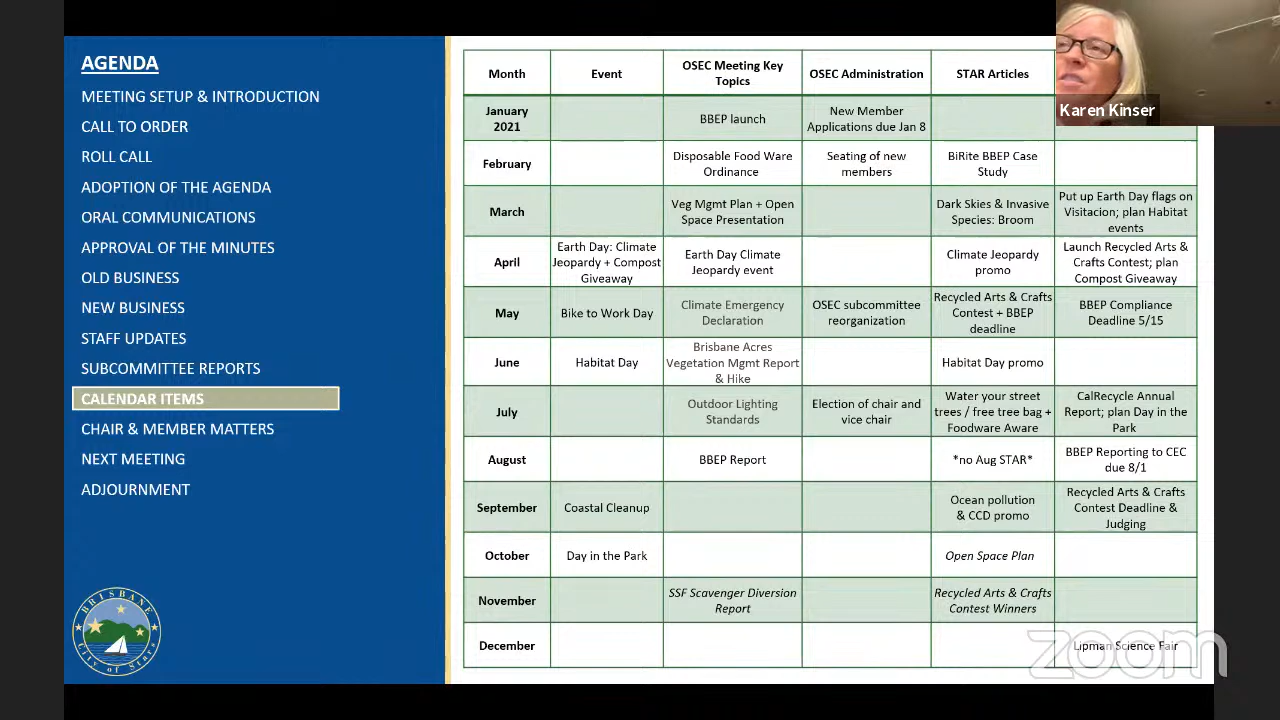 AGENDA
MEETING SETUP & INTRODUCTION
CALL TO ORDER
ROLL CALL
ADOPTION OF THE AGENDA
ORAL COMMUNICATIONS
APPROVAL OF THE MINUTES
OLD BUSINESS
NEW BUSINESS
STAFF UPDATES
SUBCOMMITTEE REPORTS
CALENDAR ITEMS
CHAIR & MEMBER MATTERS
NEXT MEETING
ADJOURNMENT
BRISBANE
City of Stars
Month
Event
OSEC Meeting Key
Topics
OSEC Administration
STAR Articles
January
2021
BBEP launch
New Member
Applications due Jan 8
February
Disposable Food Ware
Ordinance
Seating of new
members
BiRite BBEP Case
Study
March
Veg Mgmt Plan + Open
Space Presentation
Dark Skies & Invasive
Species: Broom
Put up Earth Day flags on
Visitacion; plan Habitat
events
April
Earth Day: Climate
Jeopardy + Compost
Giveaway
Earth Day Climate
Jeopardy event
Climate Jeopardy
promo
Launch Recycled Arts &
Crafts Contest; plan
Compost Giveaway
May
Bike to Work Day
Climate Emergency
Declaration
OSEC subcommittee
reorganization
Recycled Arts & Crafts
Contest + BBEP
deadline
BBEP Compliance
Deadline 5/15
June
Habitat Day
Brisbane Acres
Vegetation Mgmt Report
& Hike
Habitat Day promo
July
Outdoor Lighting
Standards
Election of chair and
vice chair
Water your street
trees / free tree bag +
Foodware Aware
CalRecycle Annual
Report; plan Day in the
Park
August
BBEP Report
*no Aug STAR*
BBEP Reporting to CEC
due 8/1
September
Coastal Cleanup
Ocean pollution
& CCD promo
Recycled Arts & Crafts
Contest Deadline &
Judging
October
Day in the Park
Open Space Plan
November
SSF Scavenger Diversion
Report
Recycled Arts & Crafts
Contest Winners
December
Lipman Science Fair
Karen Kinser
zoom